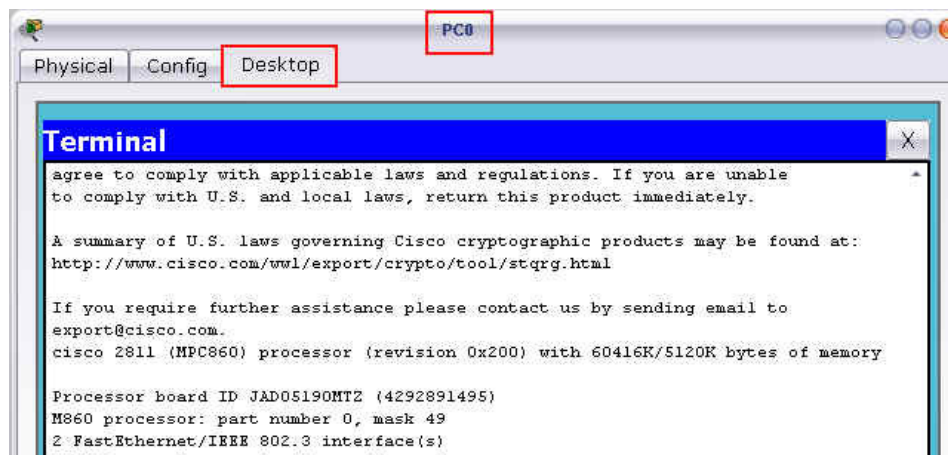 PC0
Physical Config Desktop
Terminal X
agree to comply with applicable laws and regulations. If you are unable
to comply with U.S. and local laws, return this product immediately.
A summary of U.S. laws governing Cisco cryptographic products may be found at:
http://www.cisco.com/wwl/export/crypto/tool/stqrg.html
If you require further assistance please contact us by sending email to
export@cisco.com.
cisco 2811 (MPC860) processor (revision 0x200) with 60416K/5120K bytes of memory
Processor board ID JAD05190MTZ (4292891495)
M860 processor: part number 0, mask 49
2 FastEthernet/IEEE 802.3 interface(s)